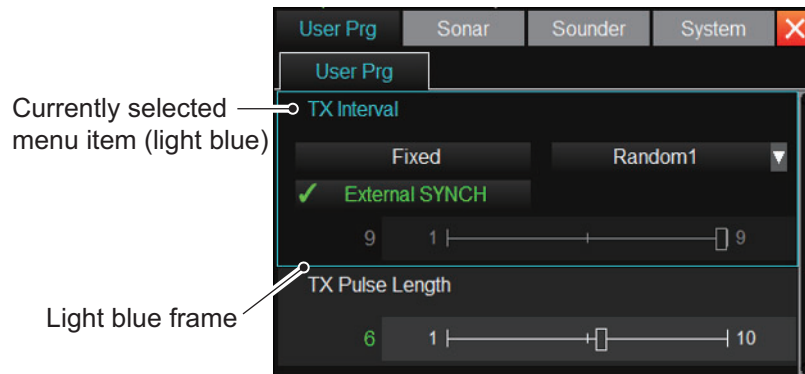 User Prg Sonar Sounder System
User Prg
Currently selected
menu item (light blue)
TX Interval
Fixed Random1
External SYNCH
9 1 9
Light blue frame
TX Pulse Length
6 1 10